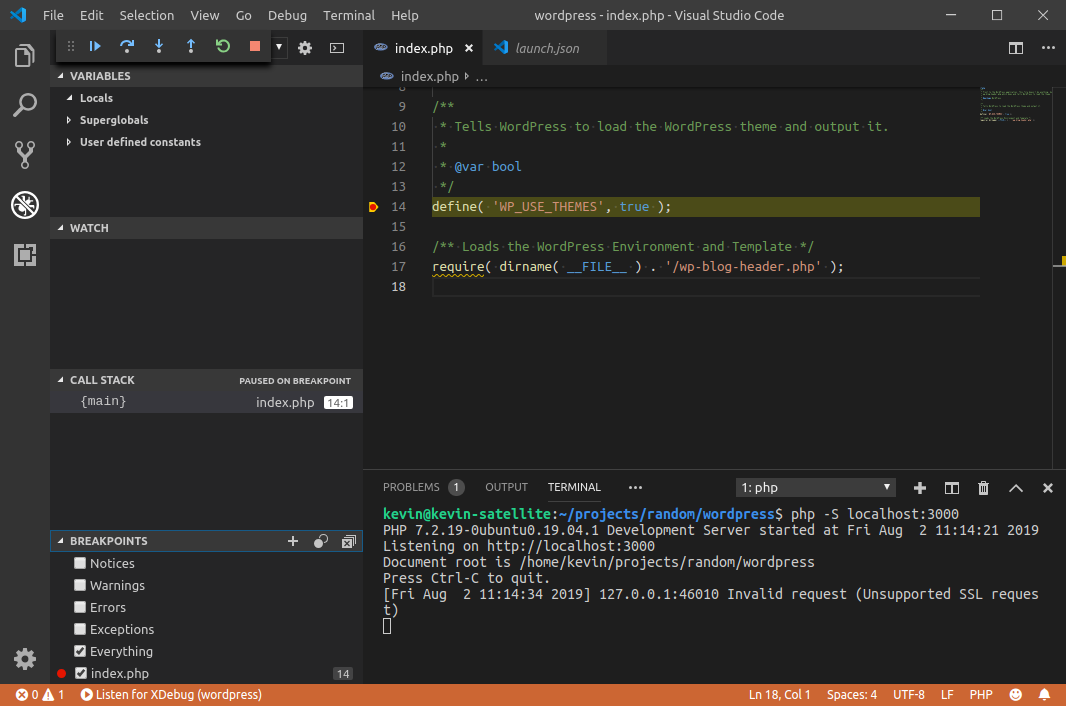 File Edit Selection View Go Debug Terminal Help wordpress - index.php - Visual Studio Code
index.php launch.json
VARIABLES
Locals
Superglobals
User defined constants
WATCH
CALL STACK PAUSED ON BREAKPOINT
{main} index.php 14:1
BREAKPOINTS
Notices
Warnings
Errors
Exceptions
Everything
index.php 14
index.php ...
8
9 /**
10 * Tells WordPress to load the WordPress theme and output it.
11 *
12 * @var bool
13 */
14 define( 'WP_USE_THEMES', true );
15
16 /** Loads the WordPress Environment and Template */
17 require( dirname( __FILE__ ) . '/wp-blog-header.php' );
18
PROBLEMS 1 OUTPUT TERMINAL ... 1: php
kevin@kevin-satellite:~/projects/random/wordpress$ php -S localhost:3000
PHP 7.2.19-0ubuntu0.19.04.1 Development Server started at Fri Aug  2 11:14:21 2019
Listening on http://localhost:3000
Document root is /home/kevin/projects/random/wordpress
Press Ctrl-C to quit.
[Fri Aug  2 11:14:34 2019] 127.0.0.1:46010 Invalid request (Unsupported SSL reques
t)
0 1 Listen for XDebug (wordpress) Ln 18, Col 1 Spaces: 4 UTF-8 LF PHP